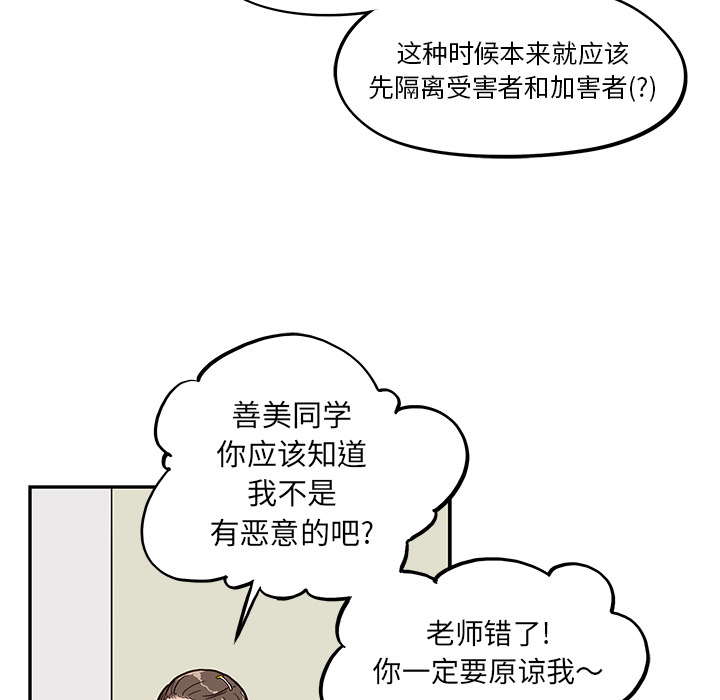 这种时候本来就应该
先隔离受害者和加害者(?)
善美同学
你应该知道
我不是
有恶意的吧?
老师错了!
你一定要原谅我～